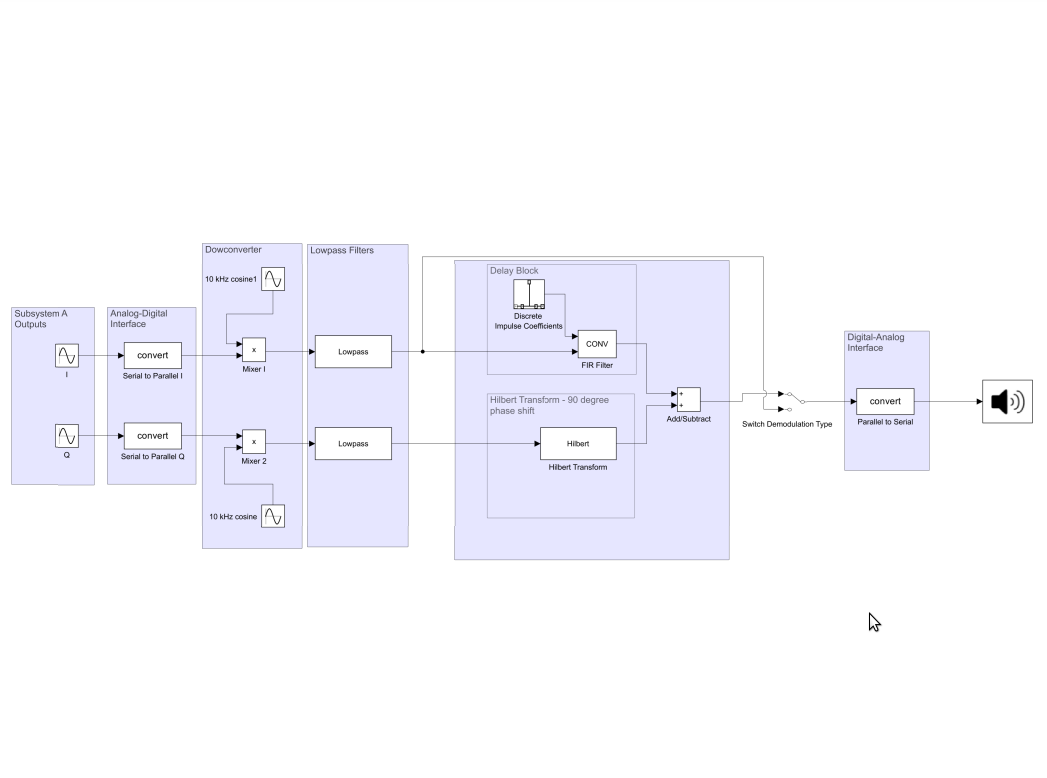 Subsystem A
Outputs
I
Q
Analog-Digital
Interface
convert
Serial to Parallel I
convert
Serial to Parallel Q
Dowconverter
10 kHz cosine1
x
Mixer I
x
Mixer 2
10 kHz cosine
Lowpass Filters
Lowpass
Lowpass
Delay Block
Discrete
Impulse Coefficients
CONV
FIR Filter
Hilbert Transform - 90 degree
phase shift
Hilbert
Hilbert Transform
+
+
Add/Subtract
Switch Demodulation Type
Digital-Analog
Interface
convert
Parallel to Serial